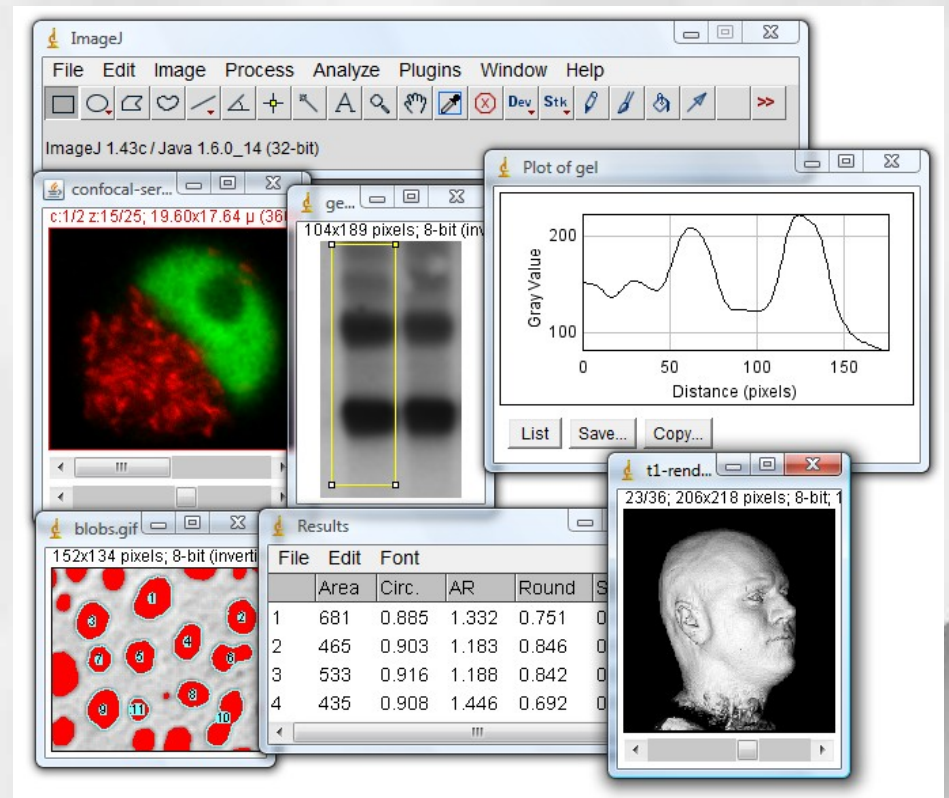 ImageJ
File Edit Image Process Analyze Plugins Window Help
A Dev Stk >>
ImageJ 1.43c / Java 1.6.0_14 (32-bit)
confocal-ser...
c:1/2 z:15/25; 19.60x17.64 µ (36
ge...
104x189 pixels; 8-bit (inv
Plot of gel
200
100
Gray Value
0 50 100 150
Distance (pixels)
List Save... Copy...
t1-rend...
23/36; 206x218 pixels; 8-bit; 1
blobs.gif
152x134 pixels; 8-bit (inverti
1
2
3
4
5
6
7
8
9
10
11
Results
File Edit Font
Area Circ. AR Round S
1 681 0.885 1.332 0.751 0
2 465 0.903 1.183 0.846 0
3 533 0.916 1.188 0.842 0
4 435 0.908 1.446 0.692 0